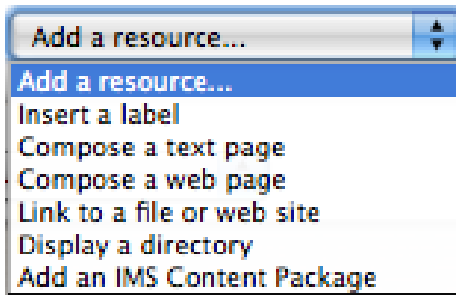 Add a resource...
Add a resource...
Insert a label
Compose a text page
Compose a web page
Link to a file or web site
Display a directory
Add an IMS Content Package